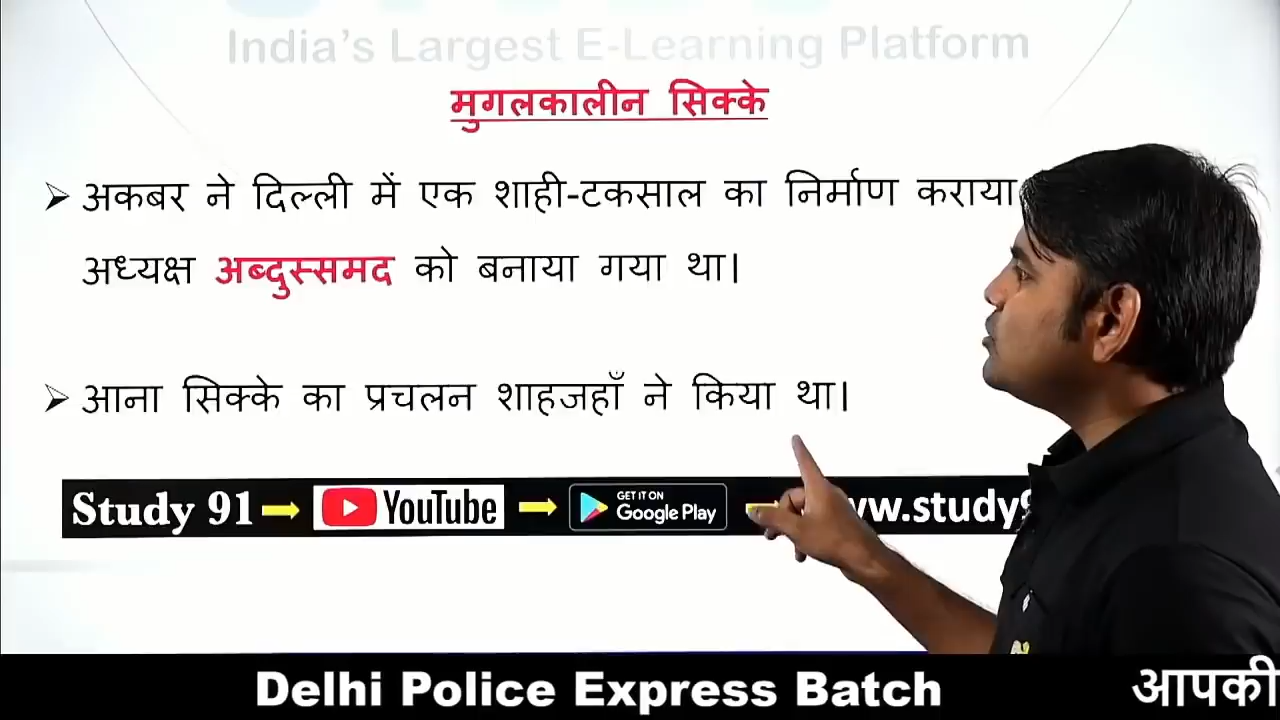 India's Largest E-Learning Platform
मुगलकालीन सिक्के
➢ अकबर ने दिल्ली में एक शाही-टकसाल का निर्माण कराया
अध्यक्ष अब्दुस्समद को बनाया गया था।
➢ आना सिक्के का प्रचलन शाहजहाँ ने किया था।
Study 91 YouTube GET IT ON Google Play
Delhi Police Express Batch आपकी